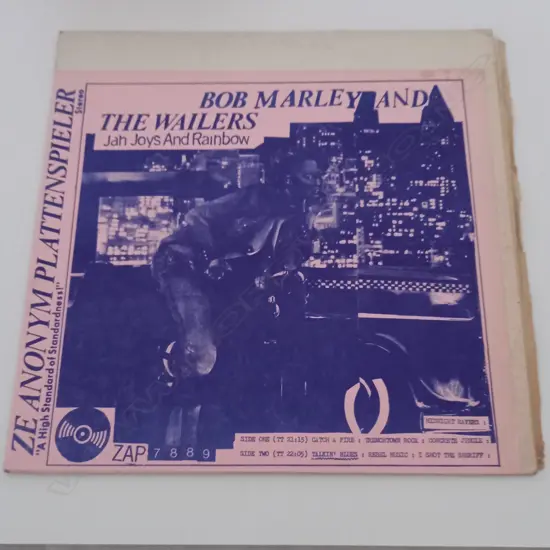 BOB MARLEY AND
THE WAILERS
Jah Joys And Rainbow
ZE ANONYM PLATTENSPIELER
Stereo
"A High Standard of Standardness!"
ZAP 7889
MIDNIGHT RAVERS :
SIDE ONE (TT 21:15) CATCH A FIRE : TRENCHTOWN ROCK : CONCRETE JUNGLE :
SIDE TWO (TT 22:05) TALKIN' BLUES : REBEL MUSIC : I SHOT THE SHERIFF :